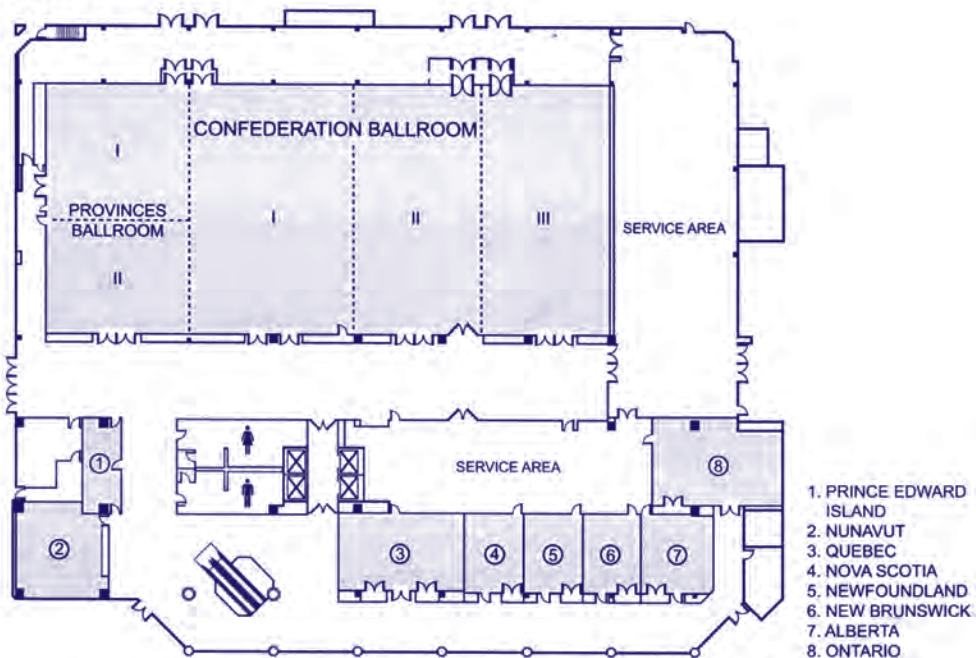 CONFEDERATION BALLROOM
I
PROVINCES
BALLROOM
II
I
II
III
SERVICE AREA
SERVICE AREA
①
②
③
④
⑤
⑥
⑦
⑧
1. PRINCE EDWARD
ISLAND
2. NUNAVUT
3. QUEBEC
4. NOVA SCOTIA
5. NEWFOUNDLAND
6. NEW BRUNSWICK
7. ALBERTA
8. ONTARIO